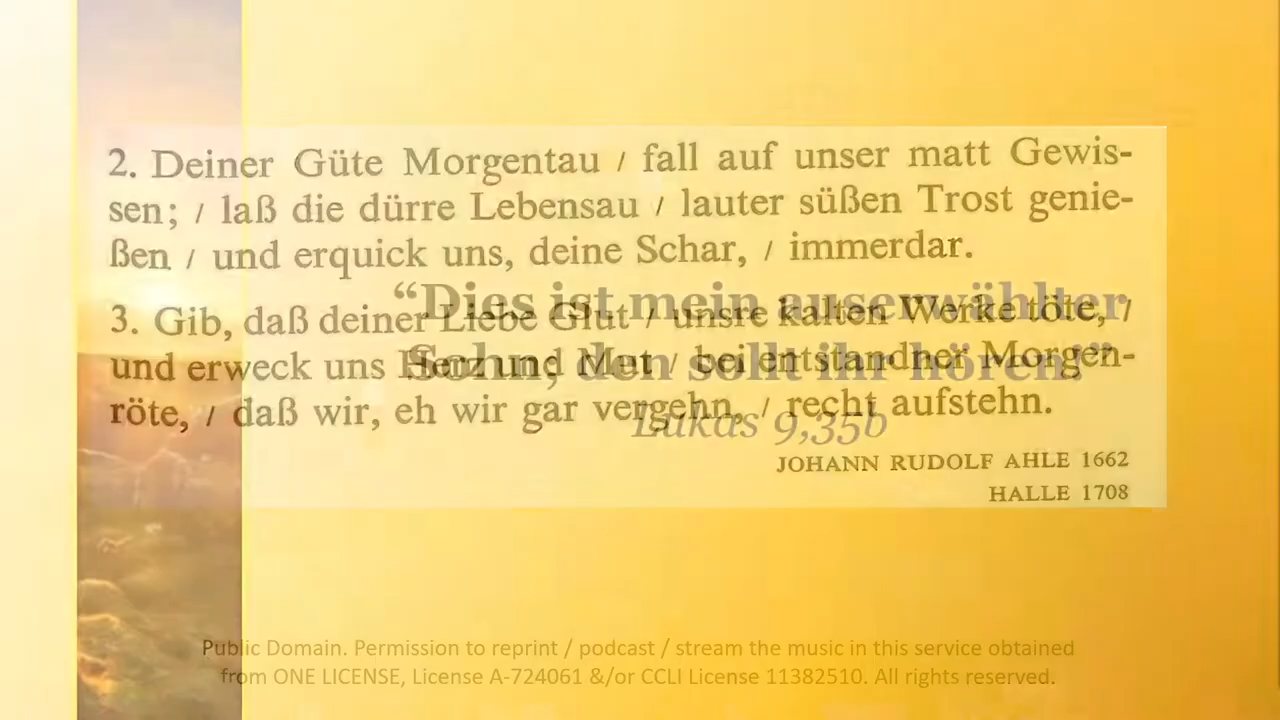 2. Deiner Güte Morgentau / fall auf unser matt Gewis-
sen; / laß die dürre Lebensau / lauter süßen Trost genie-
ßen / und erquick uns, deine Schar, / immerdar.
3. Gib, daß deiner Liebe Glut / unsre kalten Werke töte, /
und erweck uns Herz und Mut / bei entstandner Morgen-
röte, / daß wir, eh wir gar vergehn, / recht aufstehn.
“Dies ist mein auserwählter
Sohn; den sollt ihr hören!”
Lukas 9,35b
JOHANN RUDOLF AHLE 1662
HALLE 1708
Public Domain. Permission to reprint / podcast / stream the music in this service obtained
from ONE LICENSE, License A-724061 &/or CCLI License 11382510. All rights reserved.